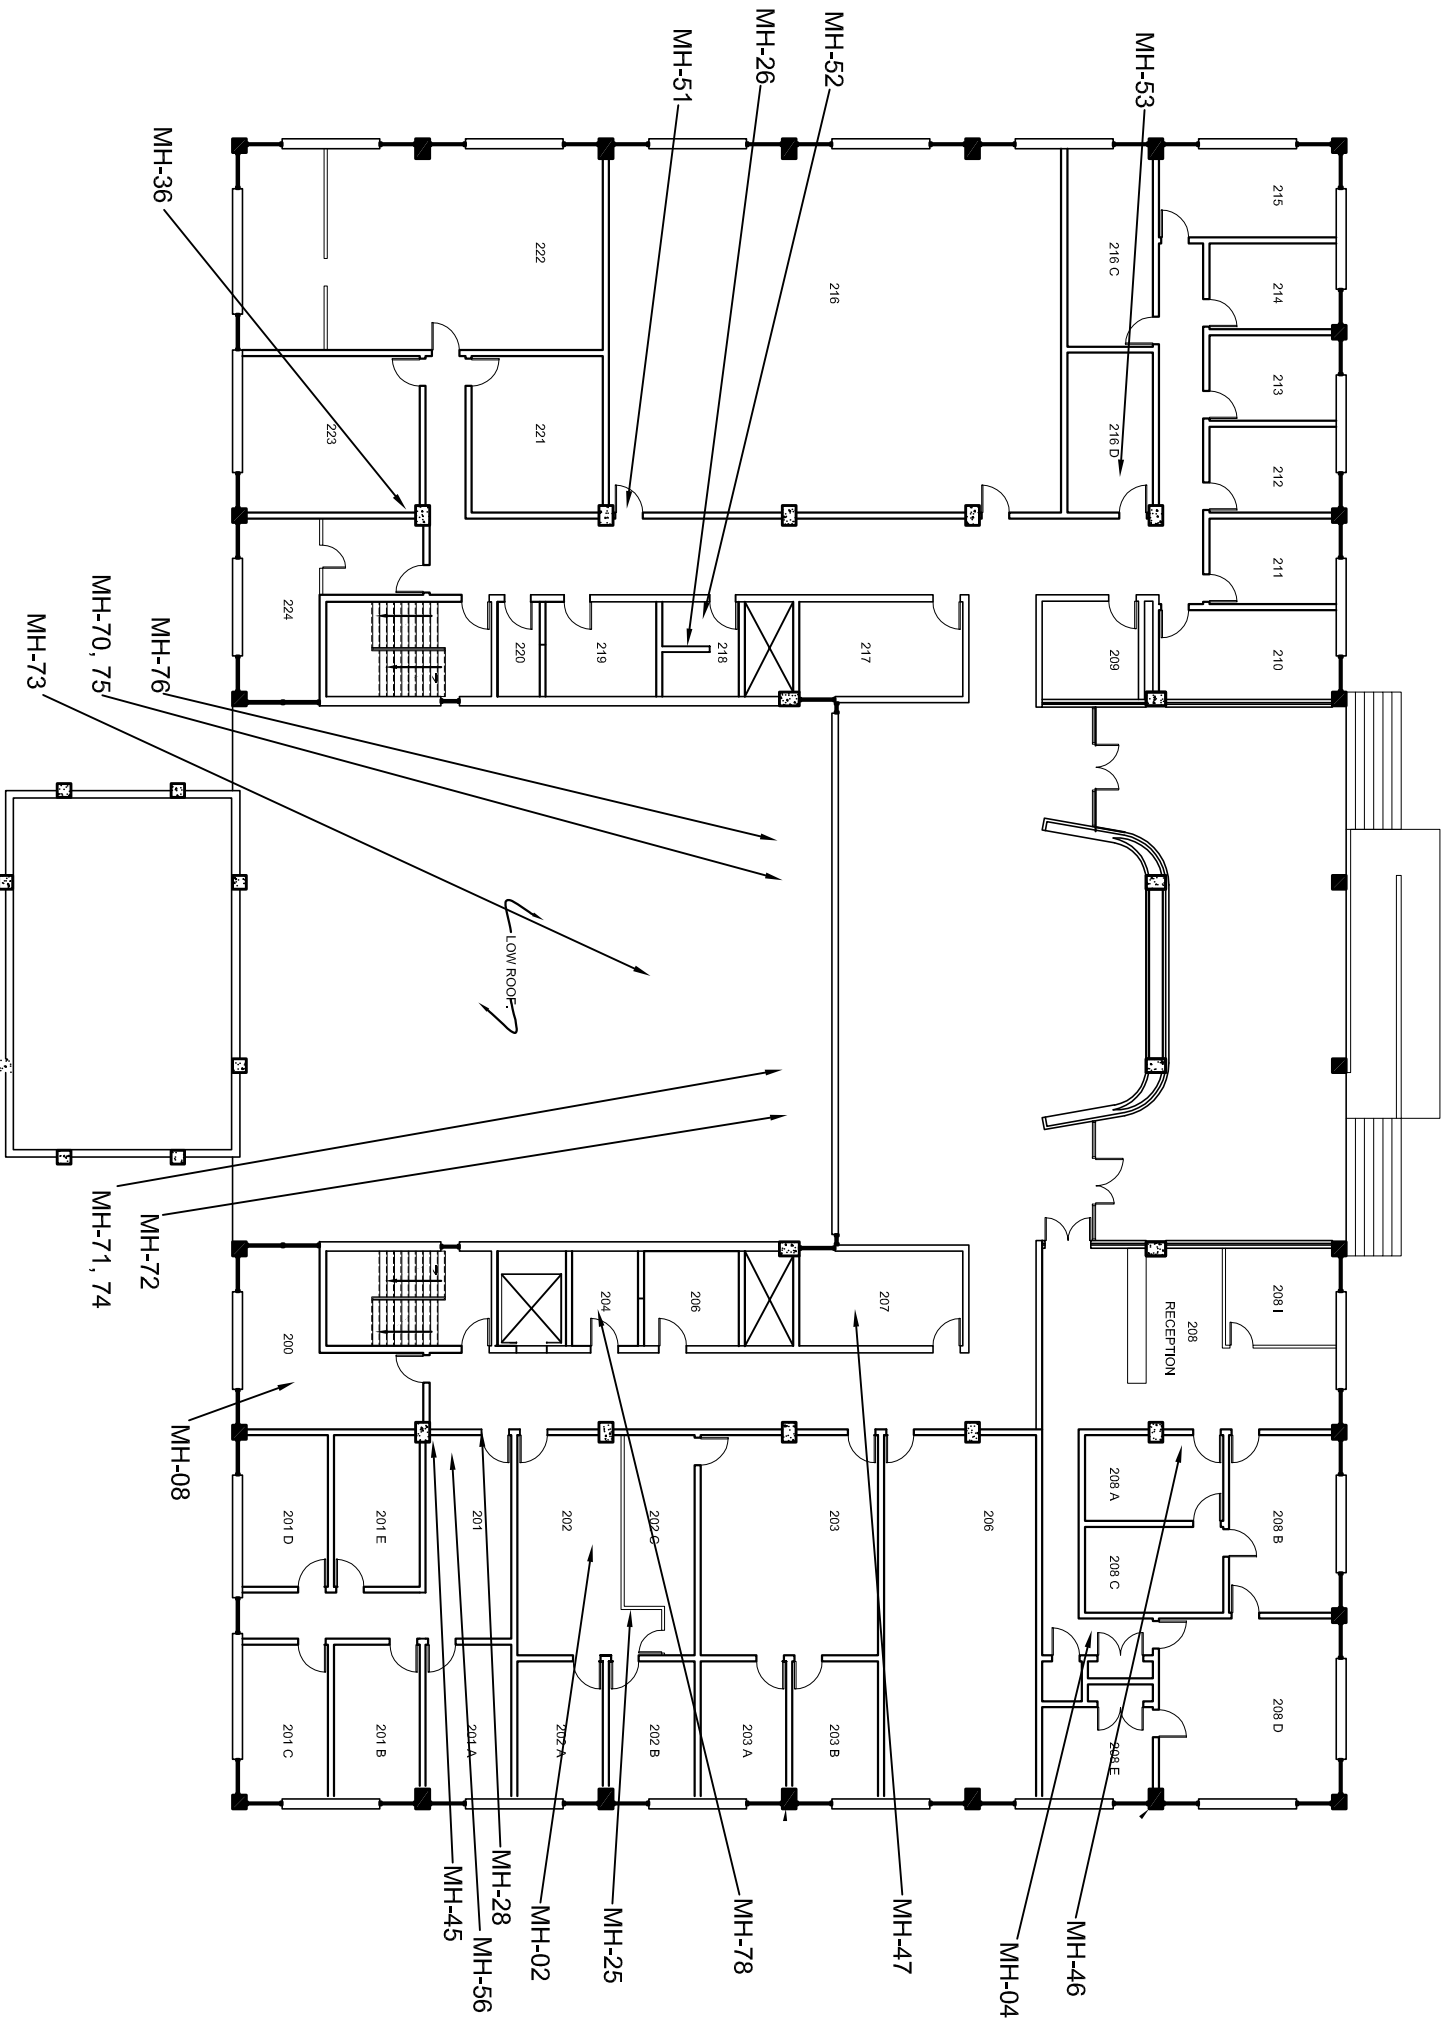 MH-53
MH-52
MH-26
MH-51
MH-36
215
214
213
212
211
210
216 C
216 D
216
222
221
223
224
220
219
218
217
209
MH-76
MH-70, 75
MH-73
LOW ROOF.
MH-72
MH-71, 74
208 I
208
RECEPTION
207
206
204
200
MH-08
208 B
208 A
208 C
208 D
208 E
206
203
203 B
203 A
202 C
202
202 B
202 A
201
201 A
201 E
201 B
201 D
201 C
MH-46
MH-04
MH-47
MH-78
MH-25
MH-02
MH-28
MH-56
MH-45